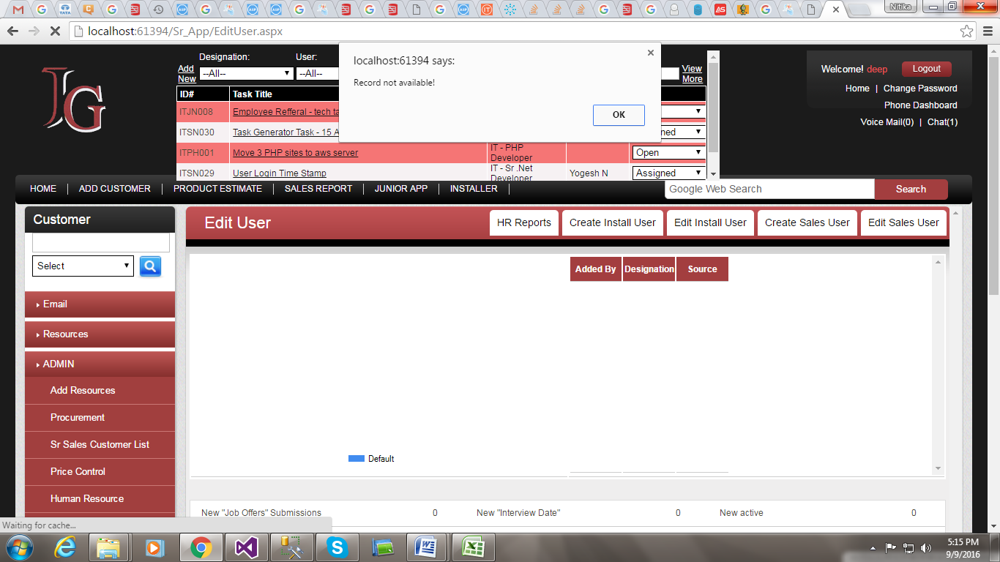 Nitika
localhost:61394/Sr_App/EditUser.aspx
JG
Designation:
User:
Add New
--All--
--All--
View More
localhost:61394 says:
Record not available!
OK
Welcome! deep
Logout
Home | Change Password
Phone Dashboard
Voice Mail(0) | Chat(1)
ID# Task Title
ITJN008 Employee Refferal - tech ta
ITSN030 Task Generator Task - 15 A ned
ITPH001 Move 3 PHP sites to aws server IT - PHP Developer Open
ITSN029 User Login Time Stamp IT - Sr .Net Developer Yogesh N Assigned
HOME | ADD CUSTOMER | PRODUCT ESTIMATE | SALES REPORT | JUNIOR APP | INSTALLER |
Google Web Search
Search
Customer
Select
Email
Resources
ADMIN
Add Resources
Procurement
Sr Sales Customer List
Price Control
Human Resource
Edit User
HR Reports
Create Install User
Edit Install User
Create Sales User
Edit Sales User
Added By Designation Source
Default
New "Job Offers" Submissions 0 New "Interview Date" 0 New active 0
Waiting for cache...
5:15 PM
9/9/2016